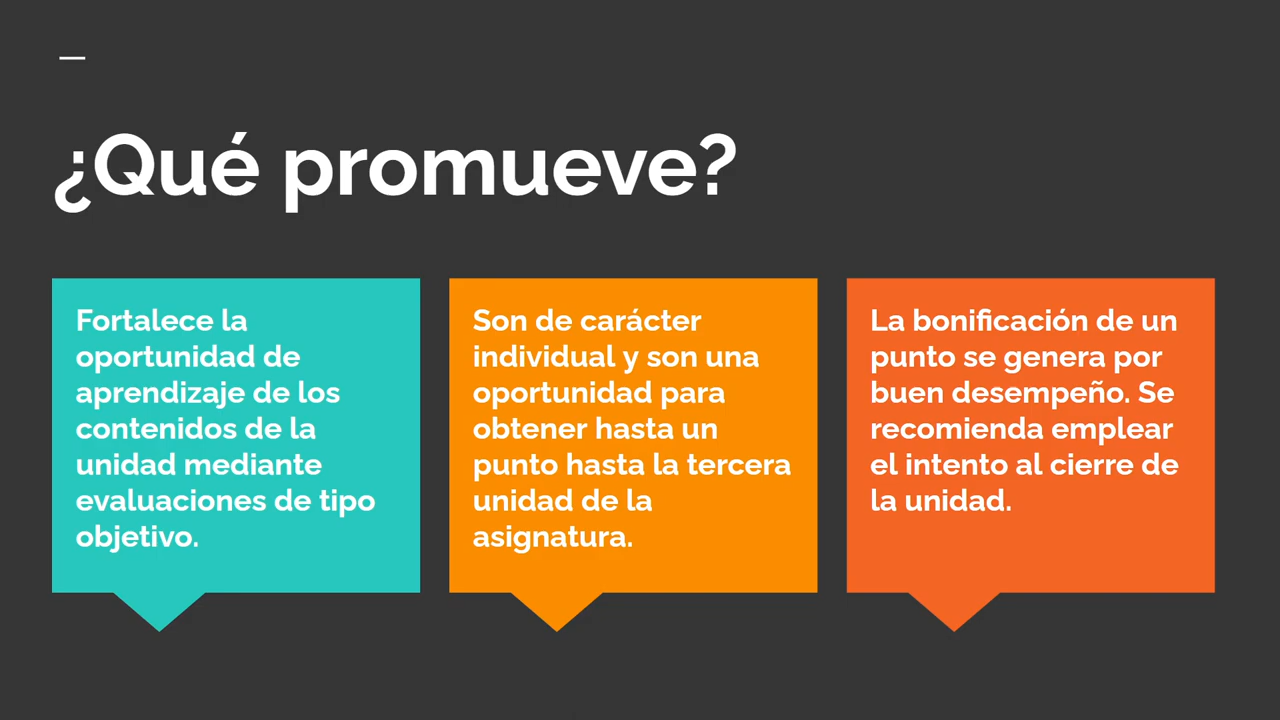 ¿Qué promueve?
Fortalece la
oportunidad de
aprendizaje de los
contenidos de la
unidad mediante
evaluaciones de tipo
objetivo.
Son de carácter
individual y son una
oportunidad para
obtener hasta un
punto hasta la tercera
unidad de la
asignatura.
La bonificación de un
punto se genera por
buen desempeño. Se
recomienda emplear
el intento al cierre de
la unidad.